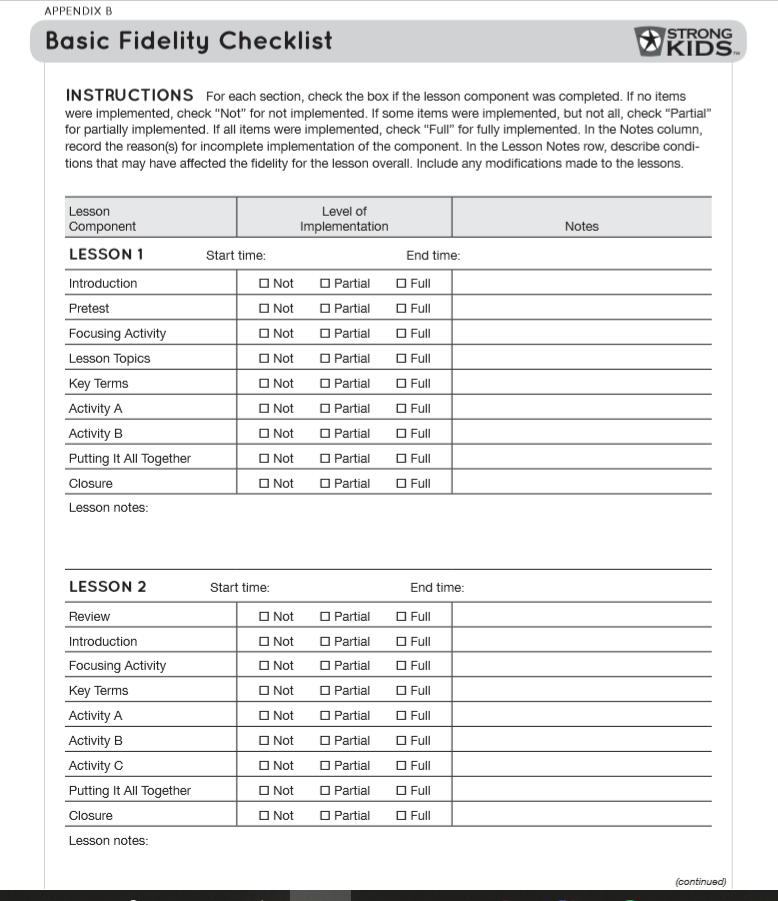 APPENDIX B
Basic Fidelity Checklist
STRONG
KIDS™
INSTRUCTIONS For each section, check the box if the lesson component was completed. If no items
were implemented, check “Not” for not implemented. If some items were implemented, but not all, check “Partial”
for partially implemented. If all items were implemented, check “Full” for fully implemented. In the Notes column,
record the reason(s) for incomplete implementation of the component. In the Lesson Notes row, describe condi-
tions that may have affected the fidelity for the lesson overall. Include any modifications made to the lessons.
Lesson Component Level of Implementation Notes
LESSON 1 Start time: End time:
Introduction ☐ Not ☐ Partial ☐ Full
Pretest ☐ Not ☐ Partial ☐ Full
Focusing Activity ☐ Not ☐ Partial ☐ Full
Lesson Topics ☐ Not ☐ Partial ☐ Full
Key Terms ☐ Not ☐ Partial ☐ Full
Activity A ☐ Not ☐ Partial ☐ Full
Activity B ☐ Not ☐ Partial ☐ Full
Putting It All Together ☐ Not ☐ Partial ☐ Full
Closure ☐ Not ☐ Partial ☐ Full
Lesson notes:
LESSON 2 Start time: End time:
Review ☐ Not ☐ Partial ☐ Full
Introduction ☐ Not ☐ Partial ☐ Full
Focusing Activity ☐ Not ☐ Partial ☐ Full
Key Terms ☐ Not ☐ Partial ☐ Full
Activity A ☐ Not ☐ Partial ☐ Full
Activity B ☐ Not ☐ Partial ☐ Full
Activity C ☐ Not ☐ Partial ☐ Full
Putting It All Together ☐ Not ☐ Partial ☐ Full
Closure ☐ Not ☐ Partial ☐ Full
Lesson notes:
(continued)